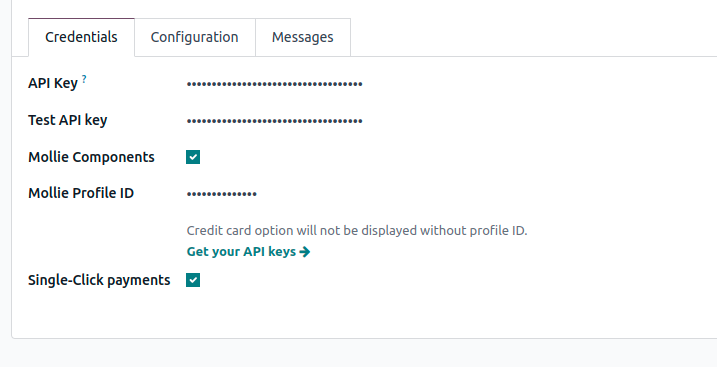 Credentials Configuration Messages
API Key ? ••••••••••••••••••••••••••••••••••
Test API key ••••••••••••••••••••••••••••••••••
Mollie Components
Mollie Profile ID ••••••••••••••
Credit card option will not be displayed without profile ID.
Get your API keys →
Single-Click payments